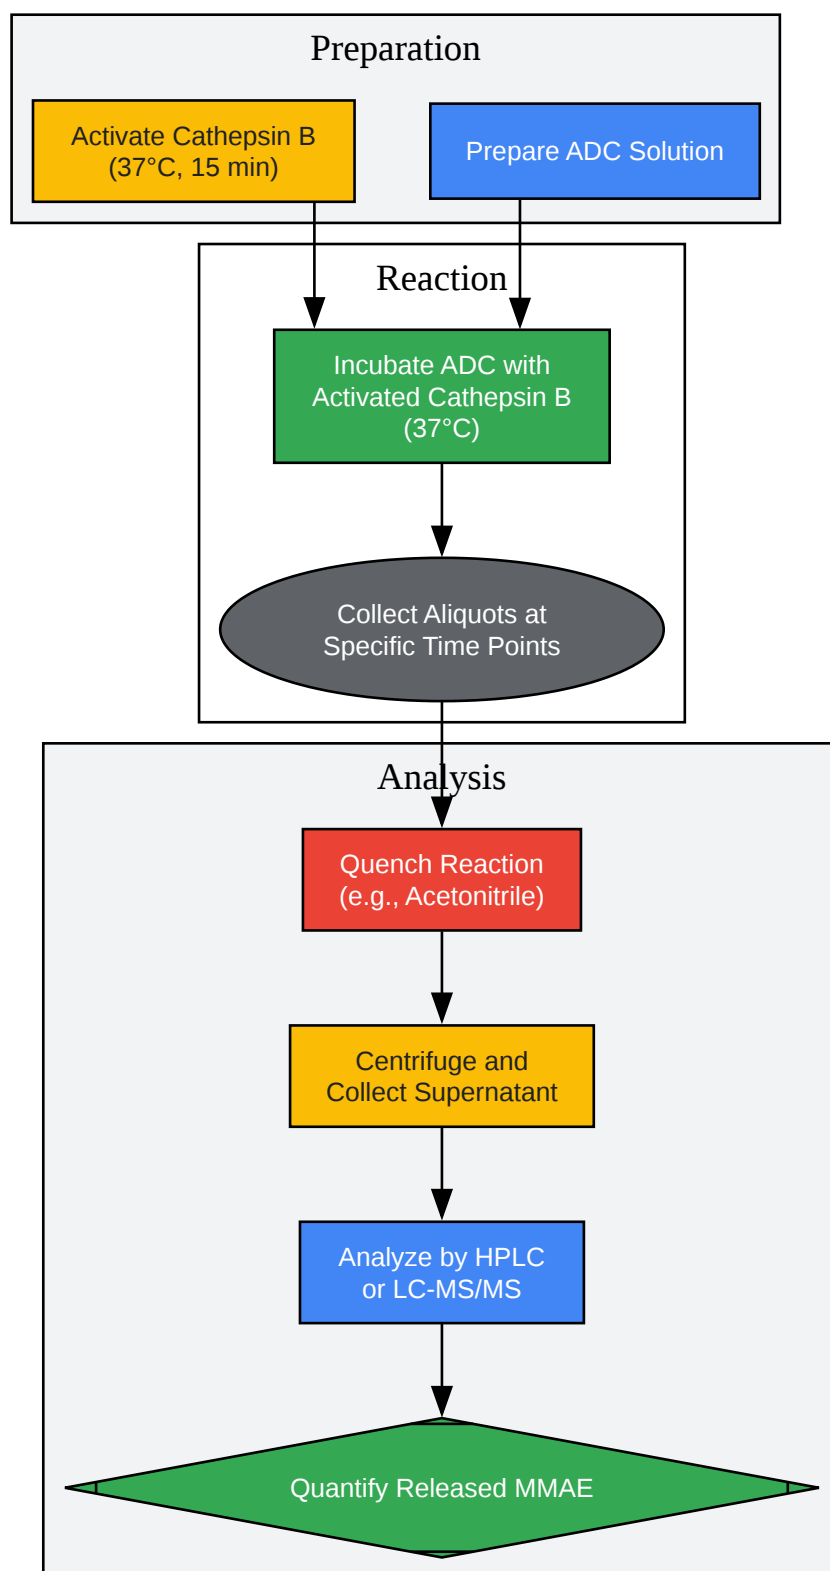 Preparation
Activate Cathepsin B
(37°C, 15 min)
Prepare ADC Solution
Reaction
Incubate ADC with
Activated Cathepsin B
(37°C)
Collect Aliquots at
Specific Time Points
Analysis
Quench Reaction
(e.g., Acetonitrile)
Centrifuge and
Collect Supernatant
Analyze by HPLC
or LC-MS/MS
Quantify Released MMAE